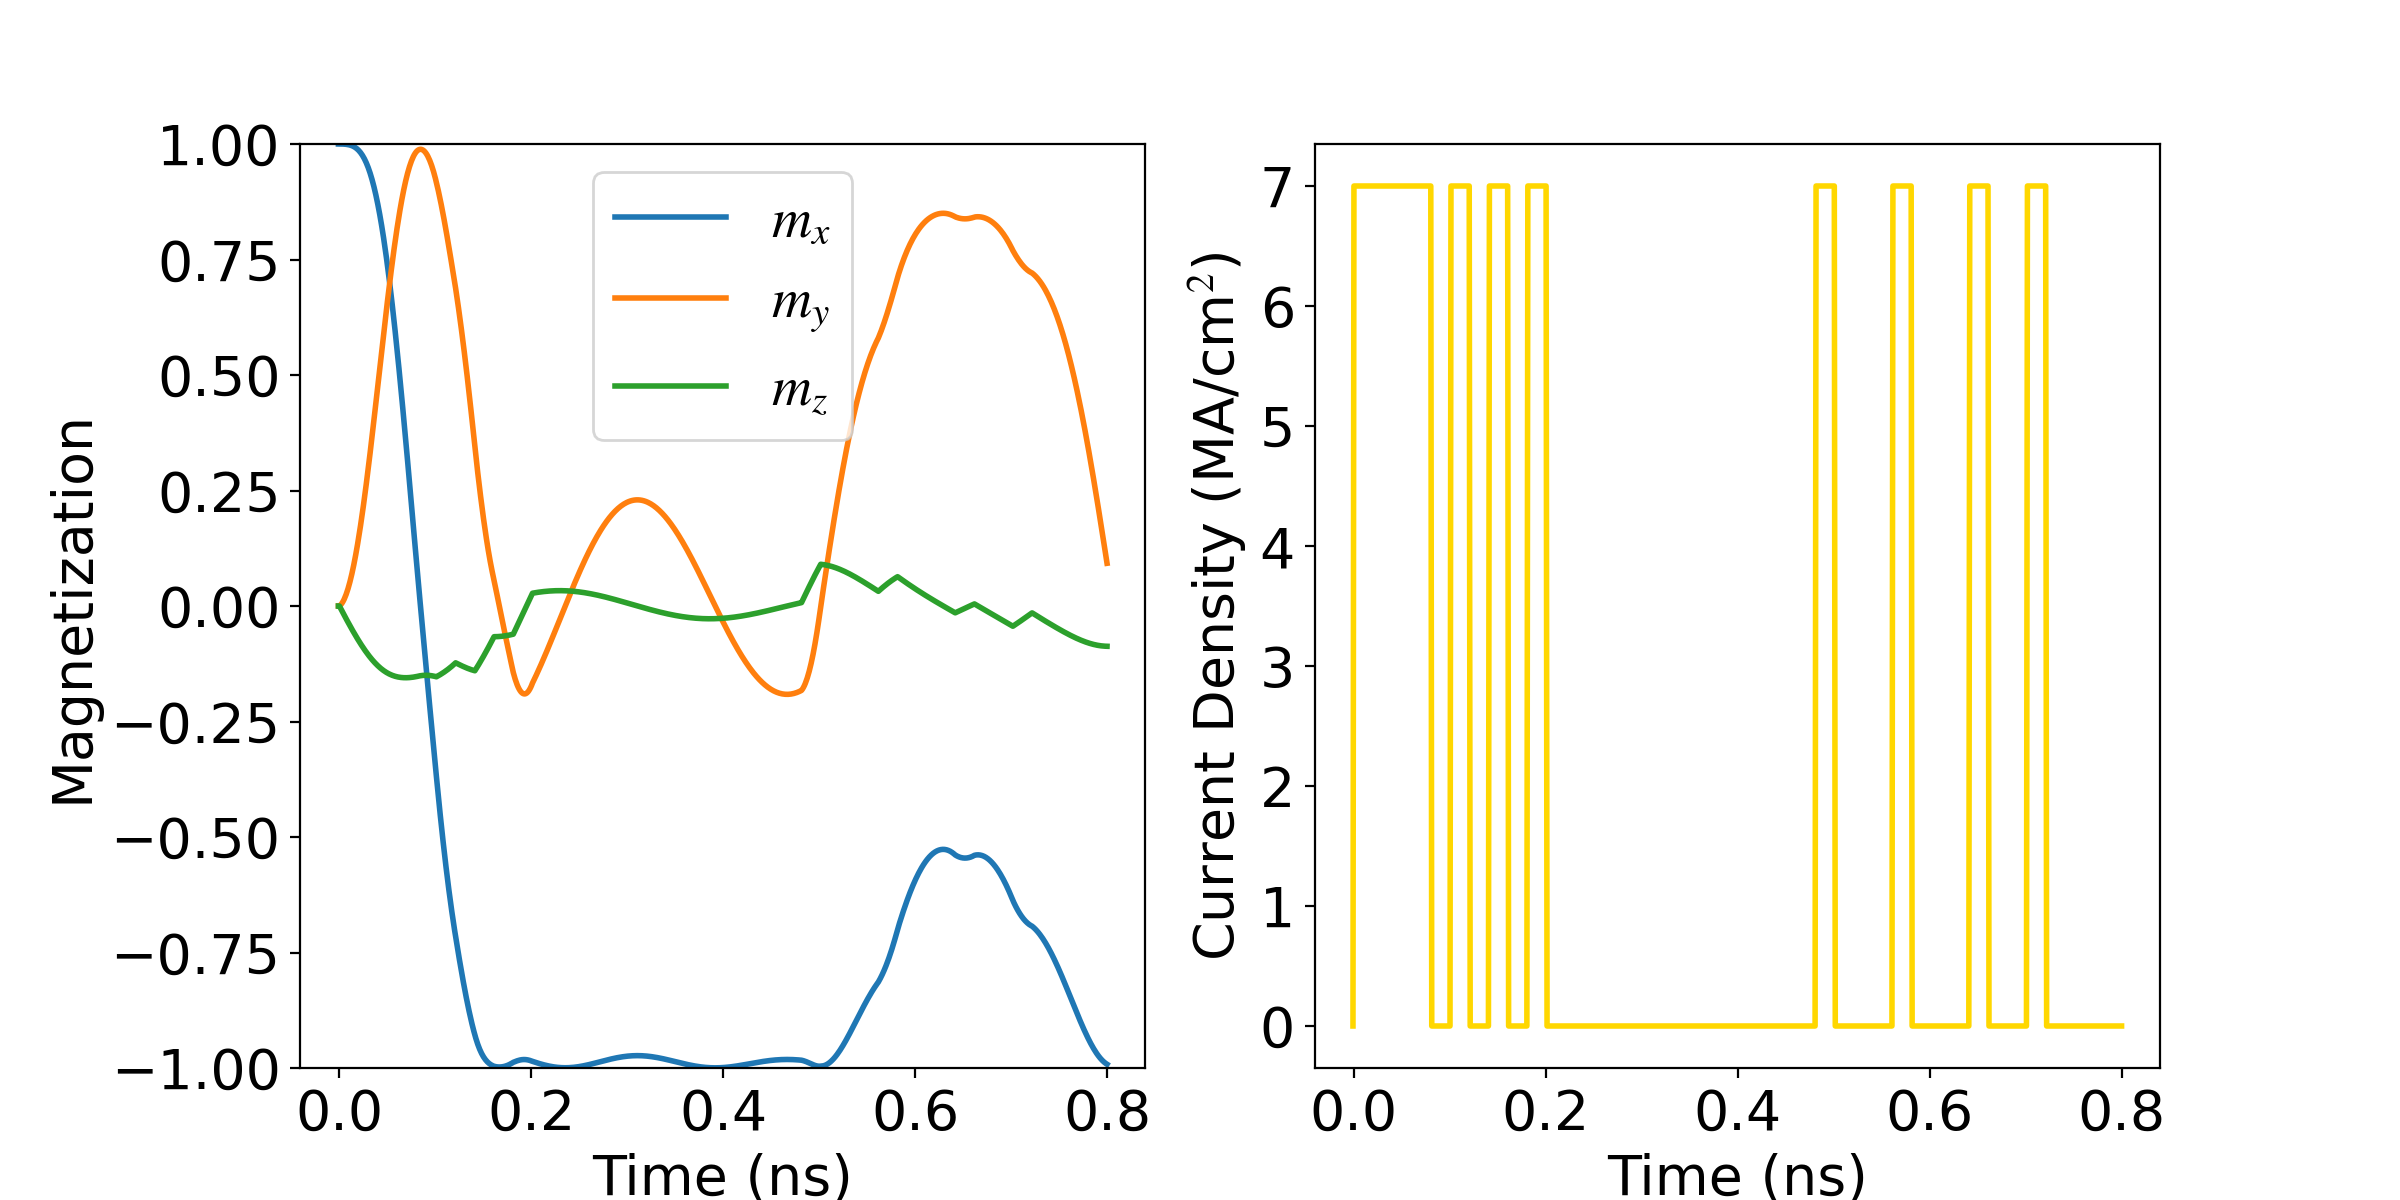 1.00
0.75
0.50
0.25
0.00
−0.25
−0.50
−0.75
−1.00
Magnetization
0.0 0.2 0.4 0.6 0.8
Time (ns)
m_x
m_y
m_z
7
6
5
4
3
2
1
0
Current Density (MA/cm²)
0.0 0.2 0.4 0.6 0.8
Time (ns)